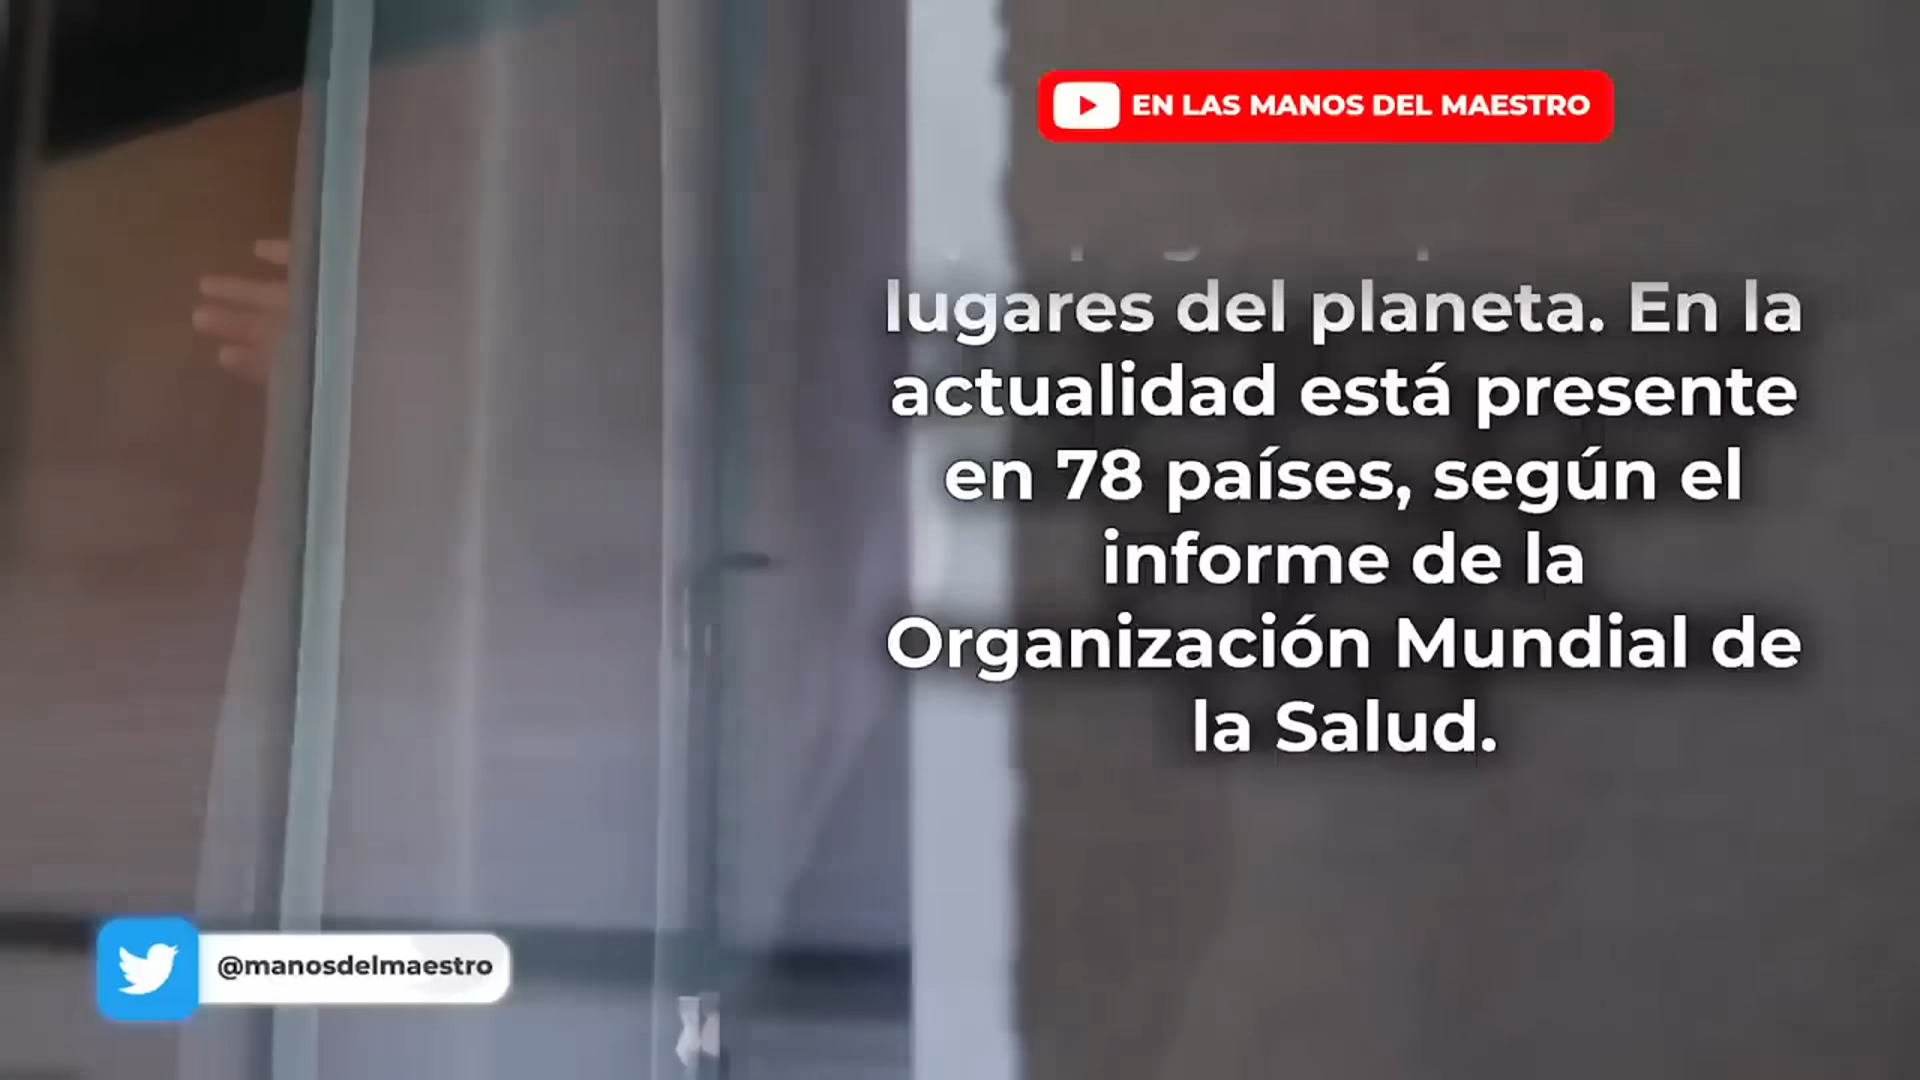 EN LAS MANOS DEL MAESTRO
lugares del planeta. En la
actualidad está presente
en 78 países, según el
informe de la
Organización Mundial de
la Salud.
@manosdelmaestro